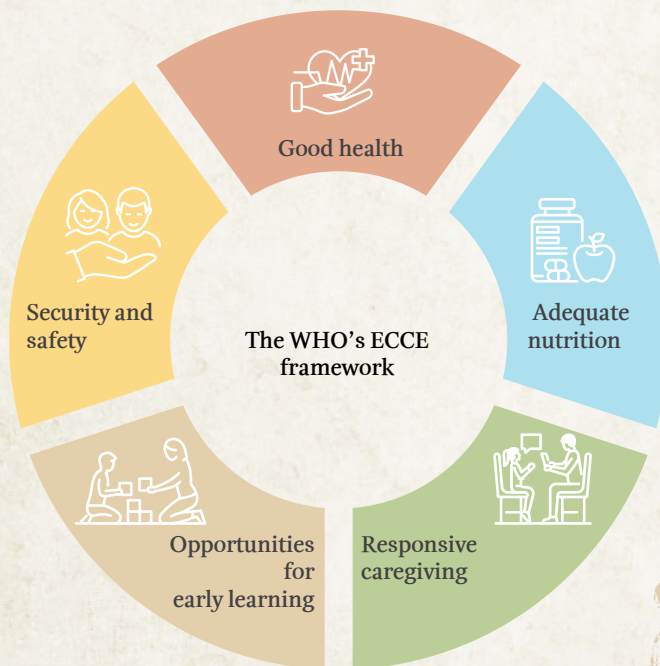 Good health
Adequate
nutrition
Responsive
caregiving
Opportunities
for
early learning
Security and
safety
The WHO’s ECCE
framework